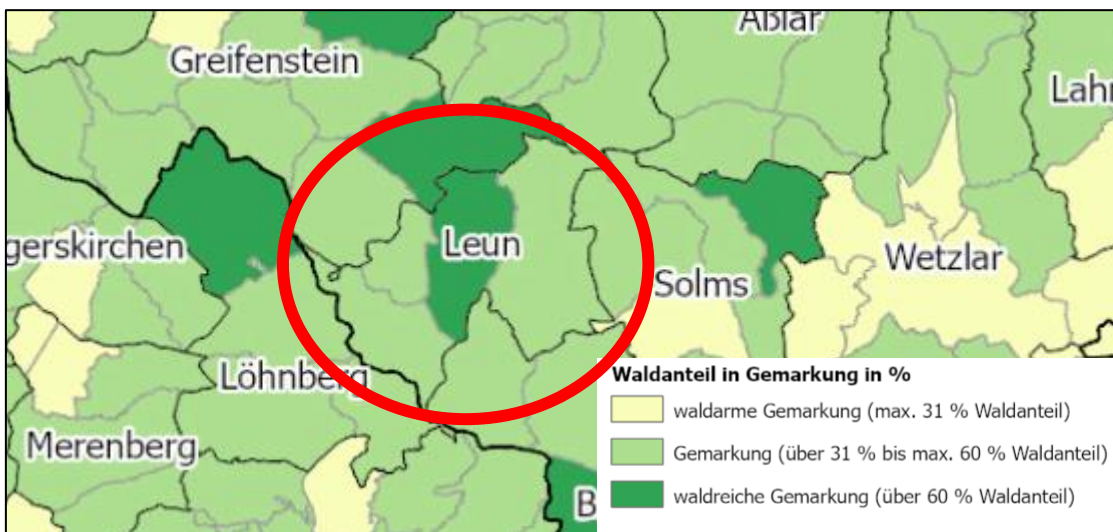 Aßlar
Greifenstein
Lahn
gerskirchen
Leun
Solms
Wetzlar
Löhnberg
Merenberg
B
Waldanteil in Gemarkung in %
waldarme Gemarkung (max. 31 % Waldanteil)
Gemarkung (über 31 % bis max. 60 % Waldanteil)
waldreiche Gemarkung (über 60 % Waldanteil)